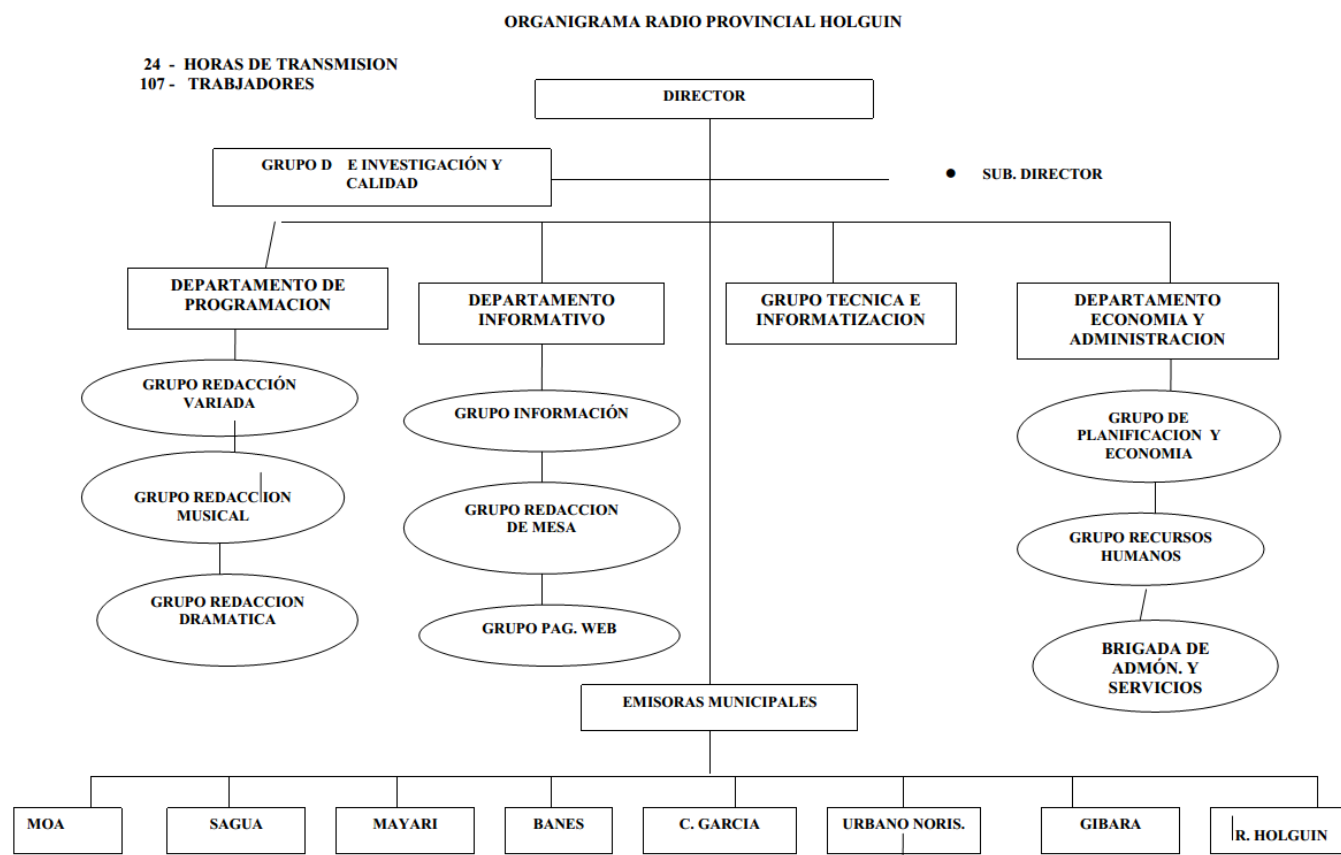 ORGANIGRAMA RADIO PROVINCIAL HOLGUIN
24 - HORAS DE TRANSMISION
107 - TRABJADORES
DIRECTOR
GRUPO D E INVESTIGACIÓN Y
CALIDAD
● SUB. DIRECTOR
DEPARTAMENTO DE
PROGRAMACION
DEPARTAMENTO
INFORMATIVO
GRUPO TECNICA E
INFORMATIZACION
DEPARTAMENTO
ECONOMIA Y
ADMINISTRACION
GRUPO REDACCIÓN
VARIADA
GRUPO INFORMACIÓN
GRUPO DE
PLANIFICACION Y
ECONOMIA
GRUPO REDACCION
MUSICAL
GRUPO REDACCION
DE MESA
GRUPO RECURSOS
HUMANOS
GRUPO REDACCION
DRAMATICA
GRUPO PAG. WEB
BRIGADA DE
ADMÓN. Y
SERVICIOS
EMISORAS MUNICIPALES
MOA
SAGUA
MAYARI
BANES
C. GARCIA
URBANO NORIS.
GIBARA
R. HOLGUIN